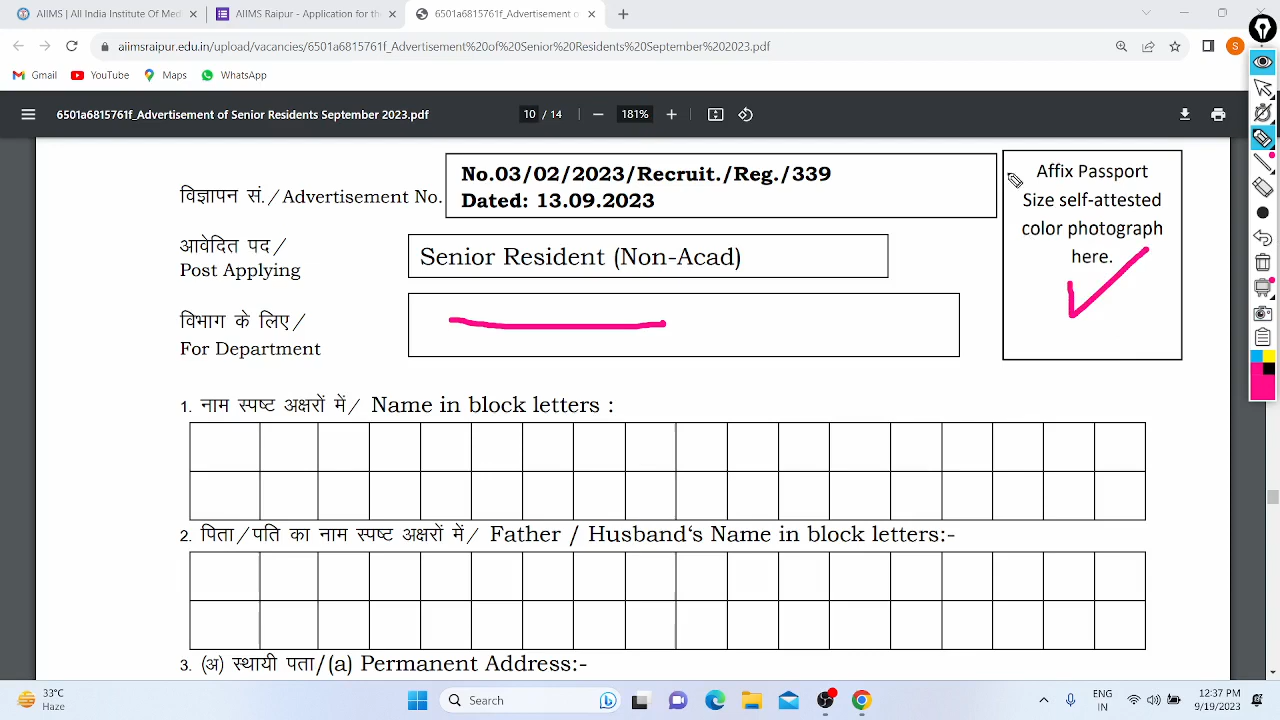 AIIMS | All India Institute Of Med
AIIMS Raipur - Application for th
6501a6815761f_Advertisement o
aiimsraipur.edu.in/upload/vacancies/6501a6815761f_Advertisement%20of%20Senior%20Residents%20September%202023.pdf
S
Gmail YouTube Maps WhatsApp
6501a6815761f_Advertisement of Senior Residents September 2023.pdf
10 / 14
181%
विज्ञापन सं./Advertisement No.
No.03/02/2023/Recruit./Reg./339
Dated: 13.09.2023
Affix Passport
Size self-attested
color photograph
here.
आवेदित पद/
Post Applying
Senior Resident (Non-Acad)
विभाग के लिए/
For Department
1. नाम स्पष्ट अक्षरों में/ Name in block letters :
2. पिता/पति का नाम स्पष्ट अक्षरों में/ Father / Husband‘s Name in block letters:-
3. (अ) स्थायी पता/(a) Permanent Address:-
33°C
Haze
Search
ENG
IN
12:37 PM
9/19/2023